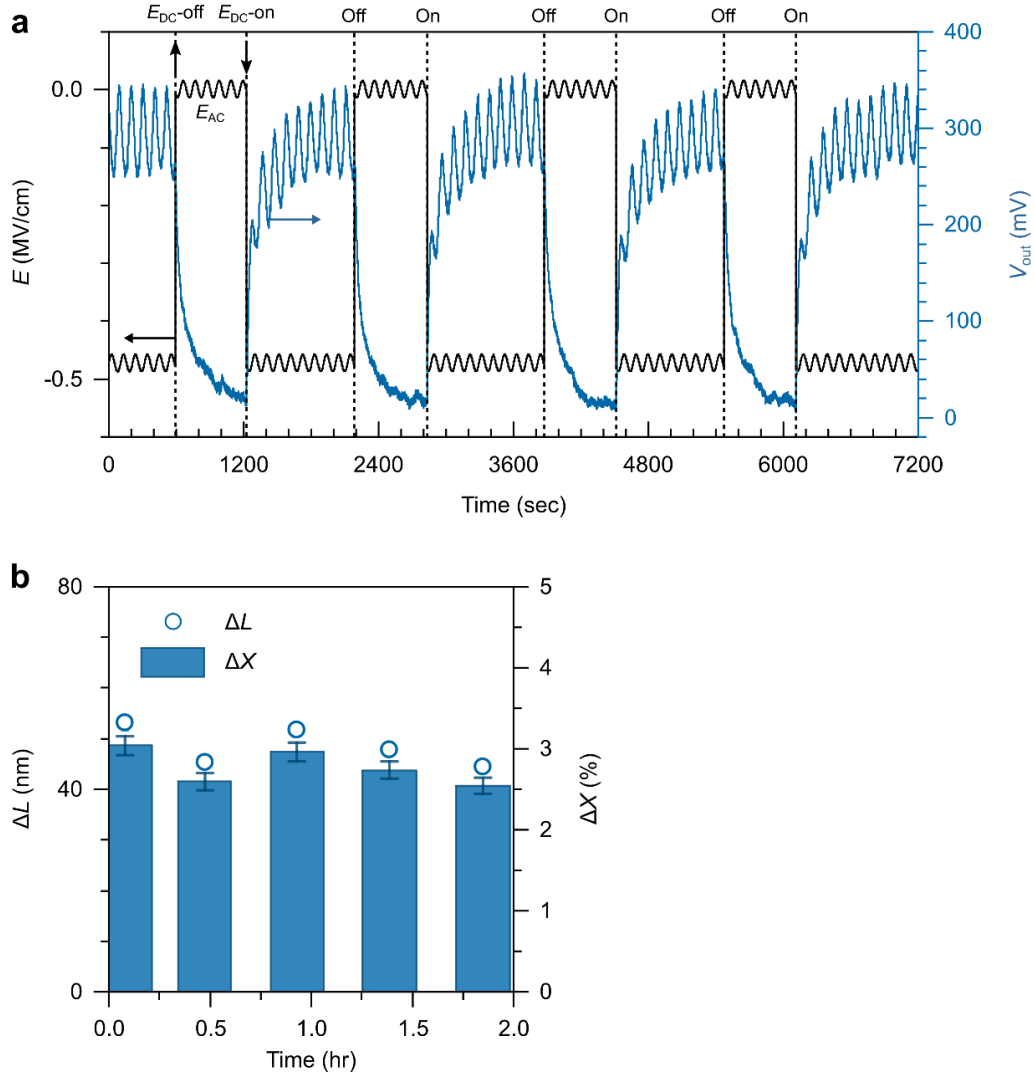 a
E_DC-off E_DC-on Off On Off On Off On
400
300
200
100
0
V_out (mV)
0.0
-0.5
E (MV/cm)
E_AC
0 1200 2400 3600 4800 6000 7200
Time (sec)
b
80
40
0
ΔL (nm)
ΔL
ΔX
5
4
3
2
1
0
ΔX (%)
0.0 0.5 1.0 1.5 2.0
Time (hr)